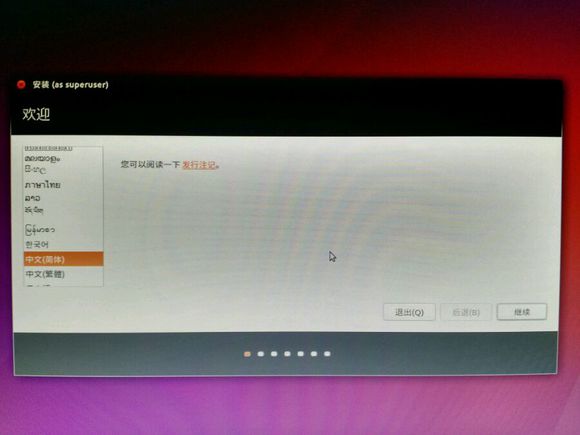 安装 (as superuser)
欢迎
മലയാളം
සිංහල
ภาษาไทย
ລາວ
བོད་ཡིག
မြန်မာစာ
한국어
中文(简体)
中文(繁體)
您可以阅读一下 发行注记。
退出(Q)
后退(B)
继续